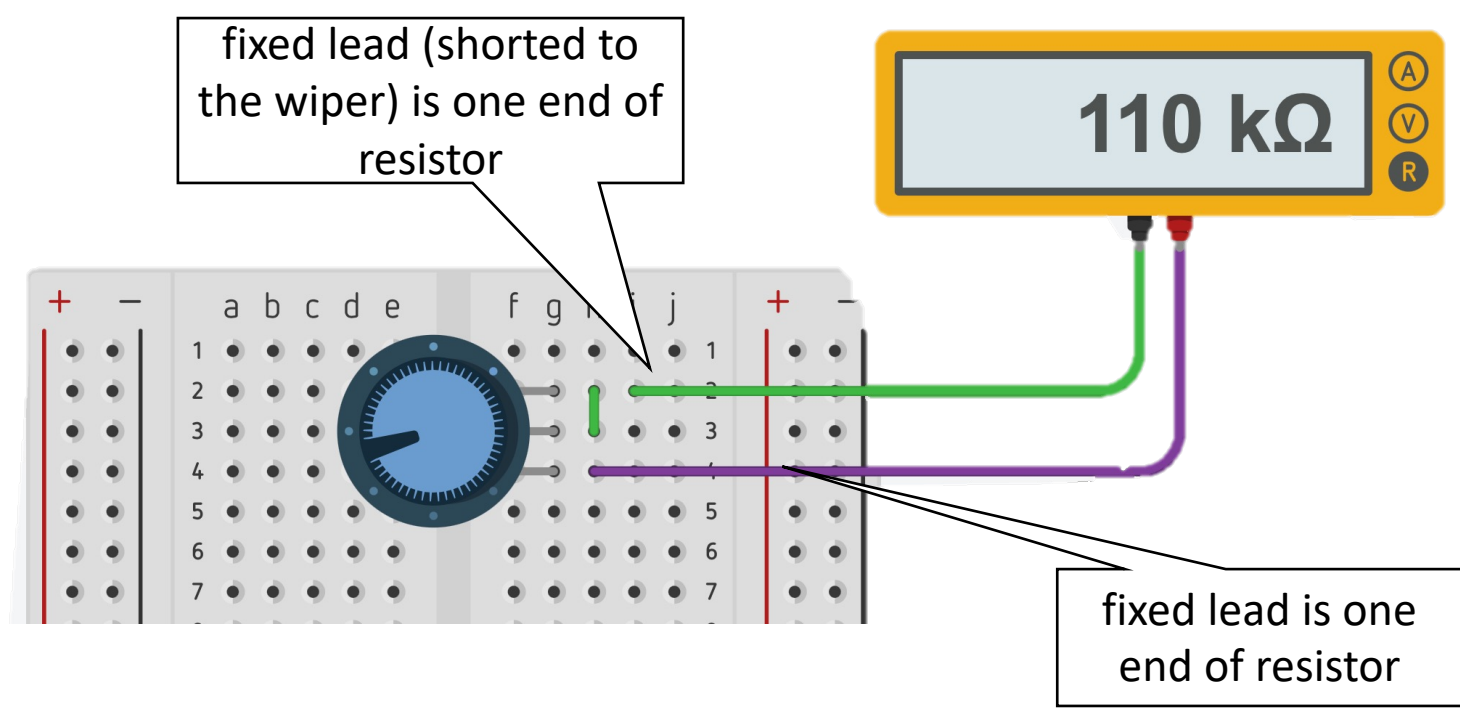 fixed lead (shorted to
the wiper) is one end of
resistor
110 kΩ
A
V
R
+ − a b c d e f g j + −
1 1
2 2
3 3
4 4
5 5
6 6
7 7
fixed lead is one
end of resistor